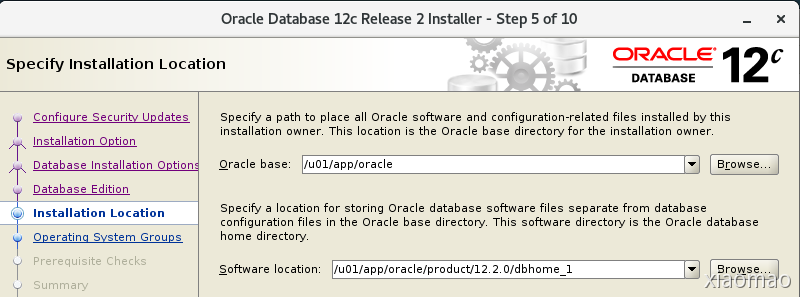 Oracle Database 12c Release 2 Installer - Step 5 of 10
Specify Installation Location
ORACLE
DATABASE
12c
Configure Security Updates
Installation Option
Database Installation Options
Database Edition
Installation Location
Operating System Groups
Prerequisite Checks
Summary
Specify a path to place all Oracle software and configuration-related files installed by this
installation owner. This location is the Oracle base directory for the installation owner.
Oracle base: /u01/app/oracle Browse...
Specify a location for storing Oracle database software files separate from database
configuration files in the Oracle base directory. This software directory is the Oracle database
home directory.
Software location: /u01/app/oracle/product/12.2.0/dbhome_1 Browse...
xiaomao